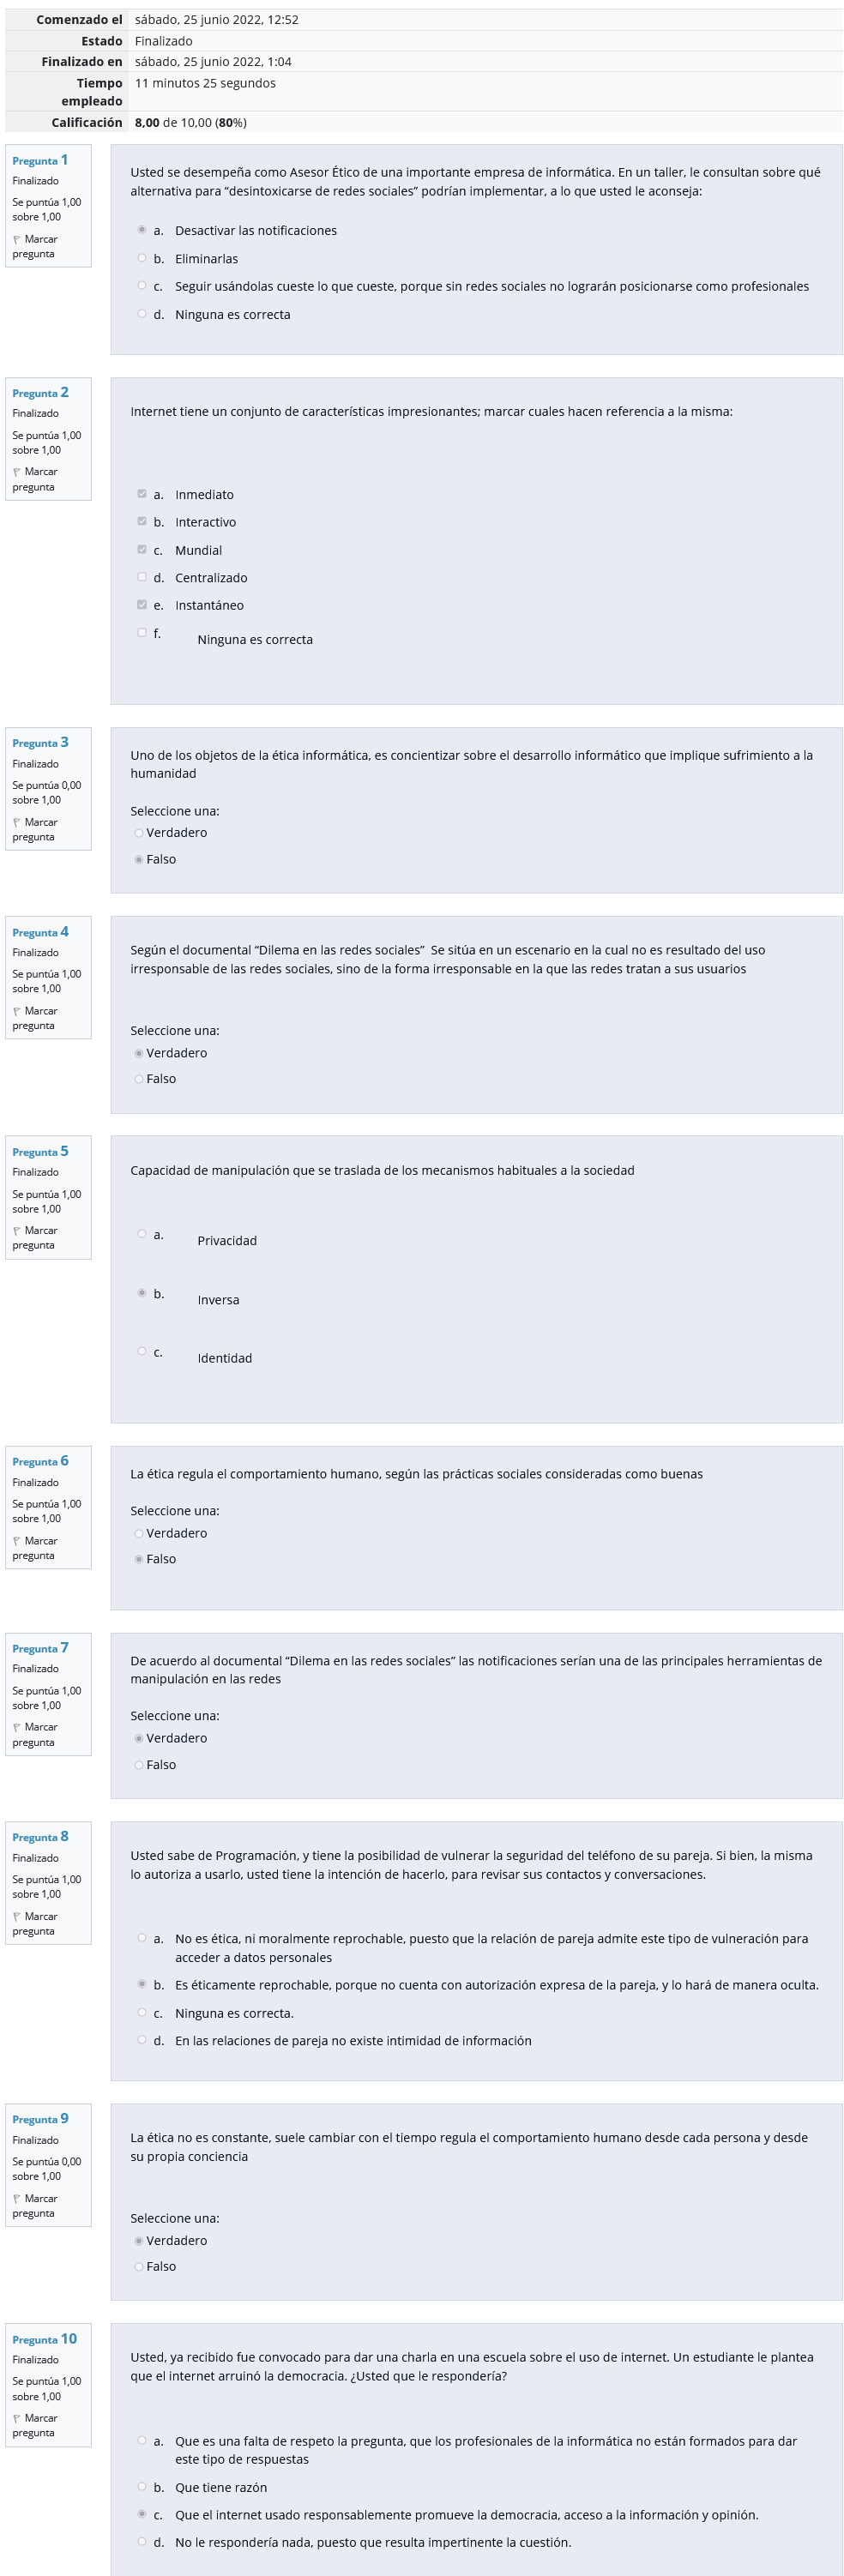 Comenzado el sábado, 25 junio 2022, 12:52
Estado Finalizado
Finalizado en sábado, 25 junio 2022, 1:04
Tiempo empleado 11 minutos 25 segundos
Calificación 8,00 de 10,00 (80%)
Pregunta 1
Finalizado
Se puntúa 1,00
sobre 1,00
Marcar
pregunta
Usted se desempeña como Asesor Ético de una importante empresa de informática. En un taller, le consultan sobre qué
alternativa para “desintoxicarse de redes sociales” podrían implementar, a lo que usted le aconseja:
a. Desactivar las notificaciones
b. Eliminarlas
c. Seguir usándolas cueste lo que cueste, porque sin redes sociales no lograrán posicionarse como profesionales
d. Ninguna es correcta
Pregunta 2
Finalizado
Se puntúa 1,00
sobre 1,00
Marcar
pregunta
Internet tiene un conjunto de características impresionantes; marcar cuales hacen referencia a la misma:
a. Inmediato
b. Interactivo
c. Mundial
d. Centralizado
e. Instantáneo
f. Ninguna es correcta
Pregunta 3
Finalizado
Se puntúa 0,00
sobre 1,00
Marcar
pregunta
Uno de los objetos de la ética informática, es concientizar sobre el desarrollo informático que implique sufrimiento a la
humanidad
Seleccione una:
Verdadero
Falso
Pregunta 4
Finalizado
Se puntúa 1,00
sobre 1,00
Marcar
pregunta
Según el documental “Dilema en las redes sociales” Se sitúa en un escenario en la cual no es resultado del uso
irresponsable de las redes sociales, sino de la forma irresponsable en la que las redes tratan a sus usuarios
Seleccione una:
Verdadero
Falso
Pregunta 5
Finalizado
Se puntúa 1,00
sobre 1,00
Marcar
pregunta
Capacidad de manipulación que se traslada de los mecanismos habituales a la sociedad
a. Privacidad
b. Inversa
c. Identidad
Pregunta 6
Finalizado
Se puntúa 1,00
sobre 1,00
Marcar
pregunta
La ética regula el comportamiento humano, según las prácticas sociales consideradas como buenas
Seleccione una:
Verdadero
Falso
Pregunta 7
Finalizado
Se puntúa 1,00
sobre 1,00
Marcar
pregunta
De acuerdo al documental “Dilema en las redes sociales” las notificaciones serían una de las principales herramientas de
manipulación en las redes
Seleccione una:
Verdadero
Falso
Pregunta 8
Finalizado
Se puntúa 1,00
sobre 1,00
Marcar
pregunta
Usted sabe de Programación, y tiene la posibilidad de vulnerar la seguridad del teléfono de su pareja. Si bien, la misma
lo autoriza a usarlo, usted tiene la intención de hacerlo, para revisar sus contactos y conversaciones.
a. No es ética, ni moralmente reprochable, puesto que la relación de pareja admite este tipo de vulneración para
acceder a datos personales
b. Es éticamente reprochable, porque no cuenta con autorización expresa de la pareja, y lo hará de manera oculta.
c. Ninguna es correcta.
d. En las relaciones de pareja no existe intimidad de información
Pregunta 9
Finalizado
Se puntúa 0,00
sobre 1,00
Marcar
pregunta
La ética no es constante, suele cambiar con el tiempo regula el comportamiento humano desde cada persona y desde
su propia conciencia
Seleccione una:
Verdadero
Falso
Pregunta 10
Finalizado
Se puntúa 1,00
sobre 1,00
Marcar
pregunta
Usted, ya recibido fue convocado para dar una charla en una escuela sobre el uso de internet. Un estudiante le plantea
que el internet arruinó la democracia. ¿Usted que le respondería?
a. Que es una falta de respeto la pregunta, que los profesionales de la informática no están formados para dar
este tipo de respuestas
b. Que tiene razón
c. Que el internet usado responsablemente promueve la democracia, acceso a la información y opinión.
d. No le respondería nada, puesto que resulta impertinente la cuestión.